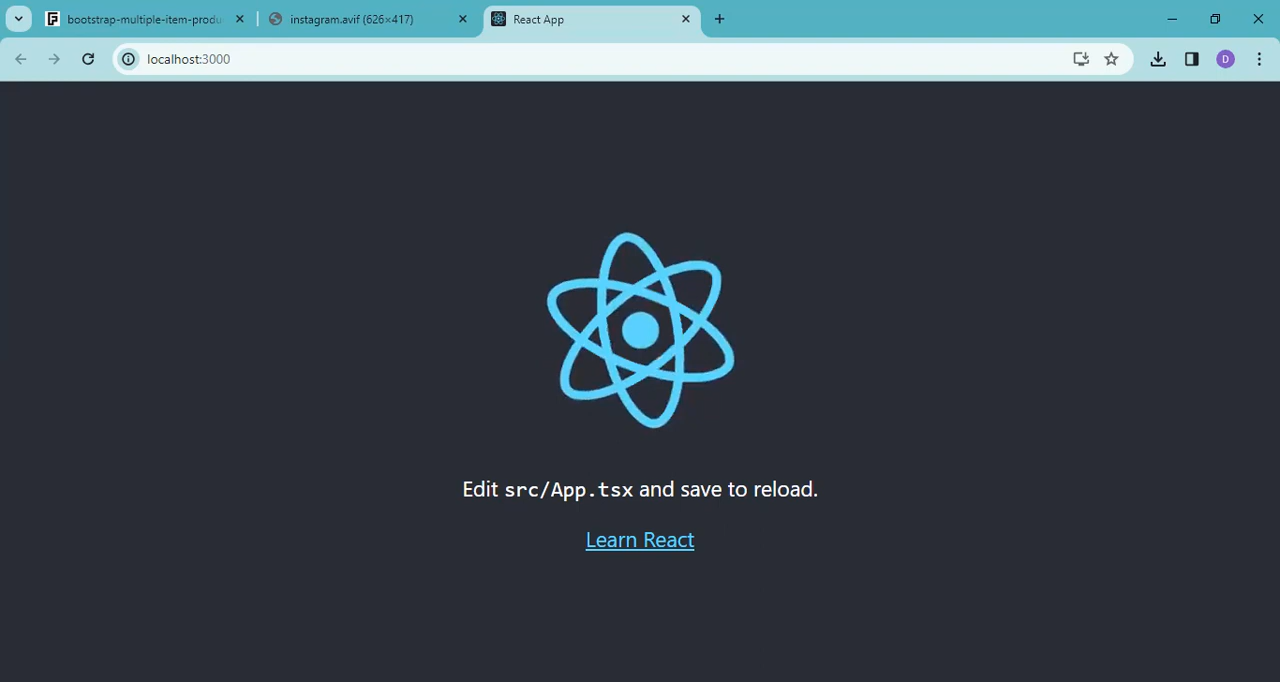 bootstrap-multiple-item-produ
instagram.avif (626×417)
React App
localhost:3000
D
Edit src/App.tsx and save to reload.
Learn React